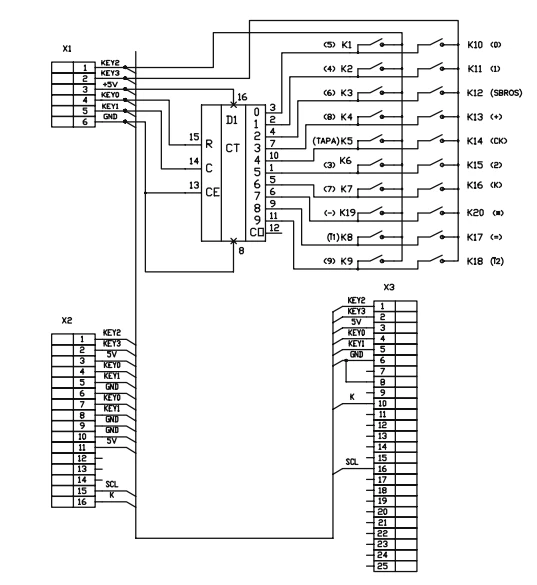 X1
1 KEY2
2 KEY3
3 +5V
4 KEY0
5 KEY1
6 GND
16
D1
CT
15 R
14 C
13 CE
8
0 3
1 2
2 4
3 7
4 10
5 1
6 5
7 6
8 9
9 11
CO 12
(5) K1 K10 (0)
(4) K2 K11 (1)
(6) K3 K12 (SBROS)
(8) K4 K13 (+)
(TAPA) K5 K14 (CK)
(3) K6 K15 (2)
(7) K7 K16 (K)
(-) K19 K20 (*)
(T1) K8 K17 (=)
(9) K9 K18 (T2)
X2
1 KEY2
2 KEY3
3 5V
4 KEY0
5 KEY1
6 GND
7 KEY0
8 KEY1
9 GND
10 GND
11 5V
12
13
14
15 SCL
16 K
X3
KEY2 1
KEY3 2
5V 3
KEY0 4
KEY1 5
GND 6
7
8
9
K 10
11
12
13
14
15
SCL 16
17
18
19
20
21
22
23
24
25